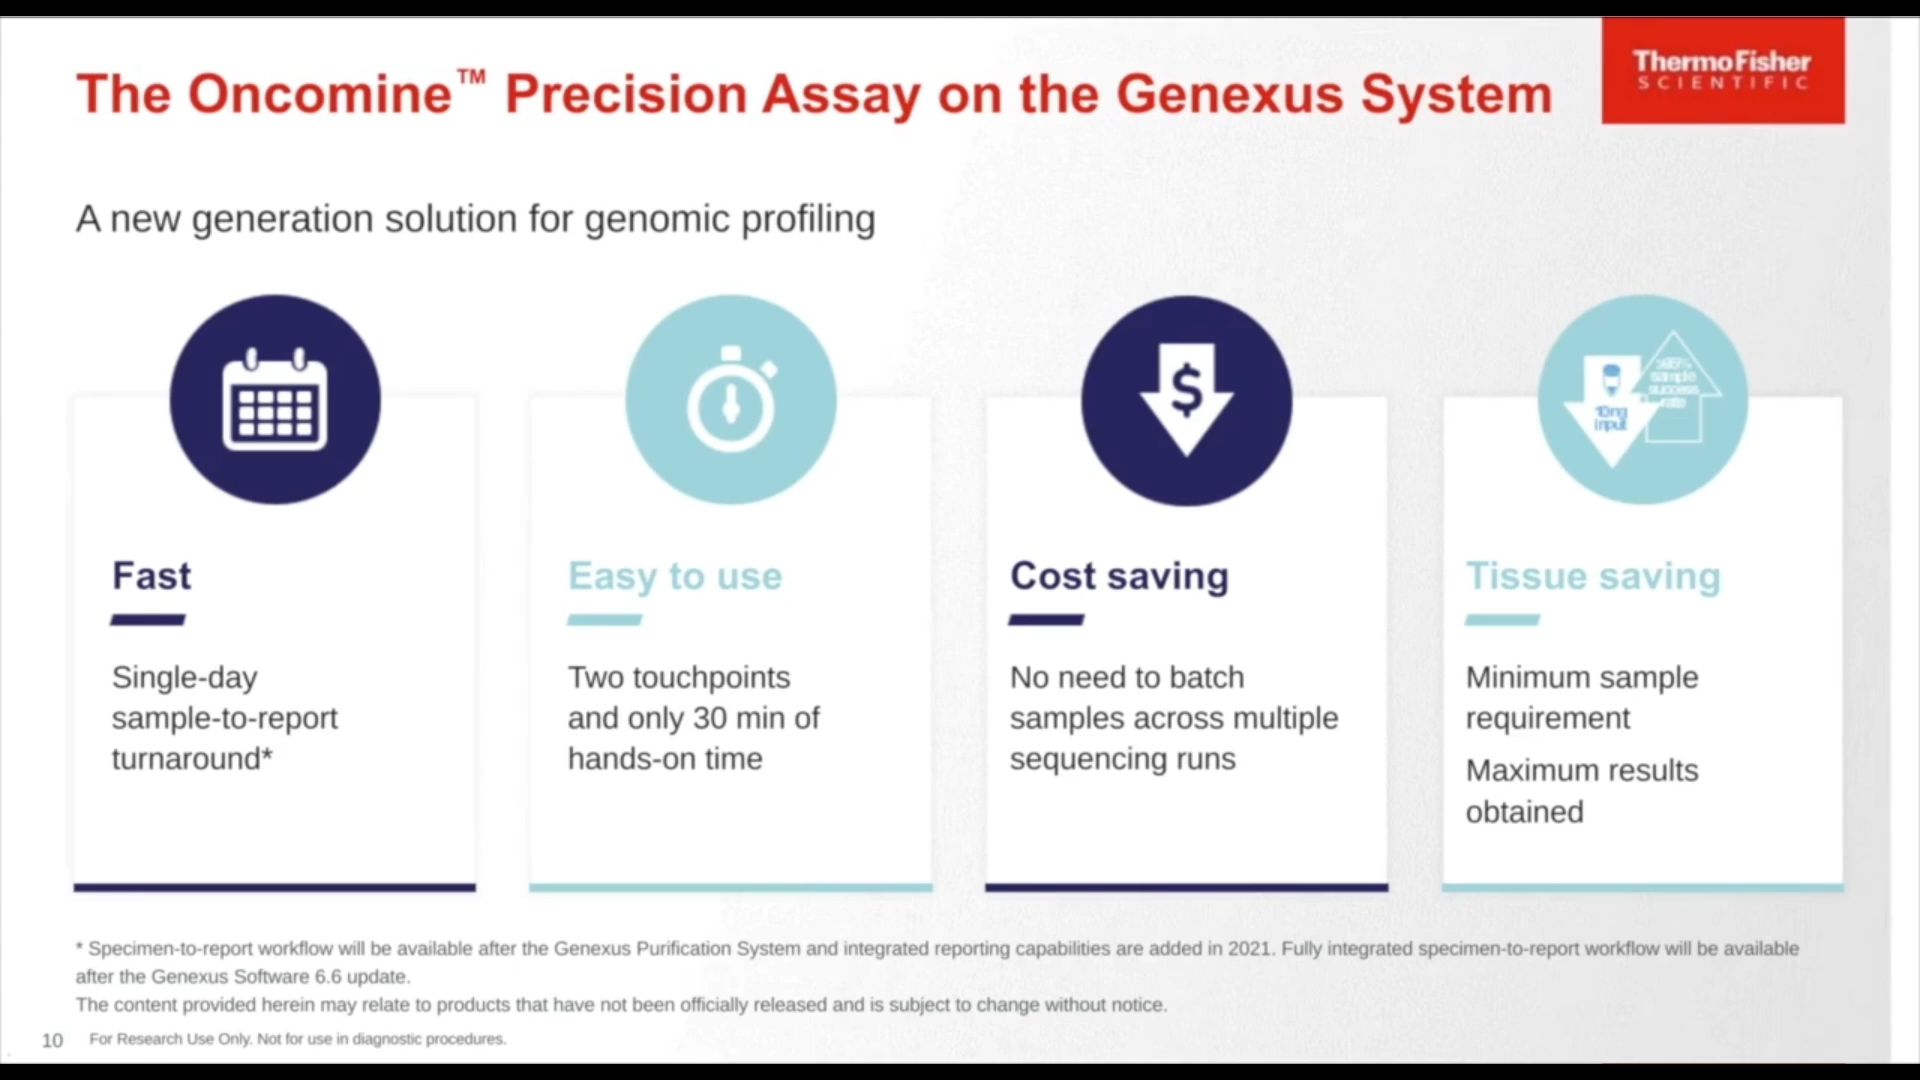 The Oncomine™ Precision Assay on the Genexus System
ThermoFisher
SCIENTIFIC
A new generation solution for genomic profiling
$
>95%
sample
success
rate
10ng
input
Fast
Easy to use
Cost saving
Tissue saving
Single-day
sample-to-report
turnaround*
Two touchpoints
and only 30 min of
hands-on time
No need to batch
samples across multiple
sequencing runs
Minimum sample
requirement
Maximum results
obtained
* Specimen-to-report workflow will be available after the Genexus Purification System and integrated reporting capabilities are added in 2021. Fully integrated specimen-to-report workflow will be available
after the Genexus Software 6.6 update.
The content provided herein may relate to products that have not been officially released and is subject to change without notice.
10 For Research Use Only. Not for use in diagnostic procedures.